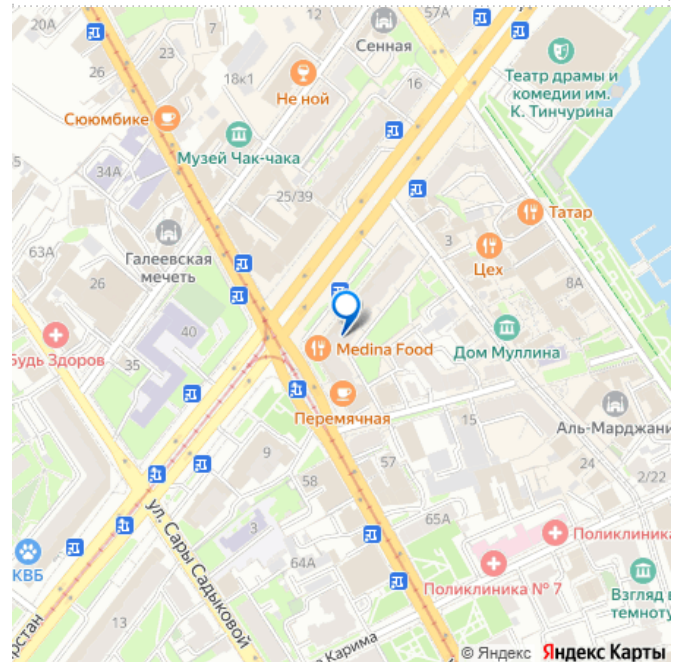 20А
23
12
Сенная
57А
26
18к1
Не ной
16
Театр драмы и
комедии им.
К. Тинчурина
Сююмбике
Музей Чак-чака
5
34А
25/39
Татар
63А
Галеевская
мечеть
3
Цех
8А
26
40
Будь Здоров
35
Medina Food
Дом Муллина
Перемячная
15
Аль-Марджани
9
57
24
2/22
58
65А
Поликлиника
3
64А
Поликлиника № 7
КВБ
ул. Сары Садыковой
Взгляд в
темноту
13
Карима
© Яндекс Яндекс Карты